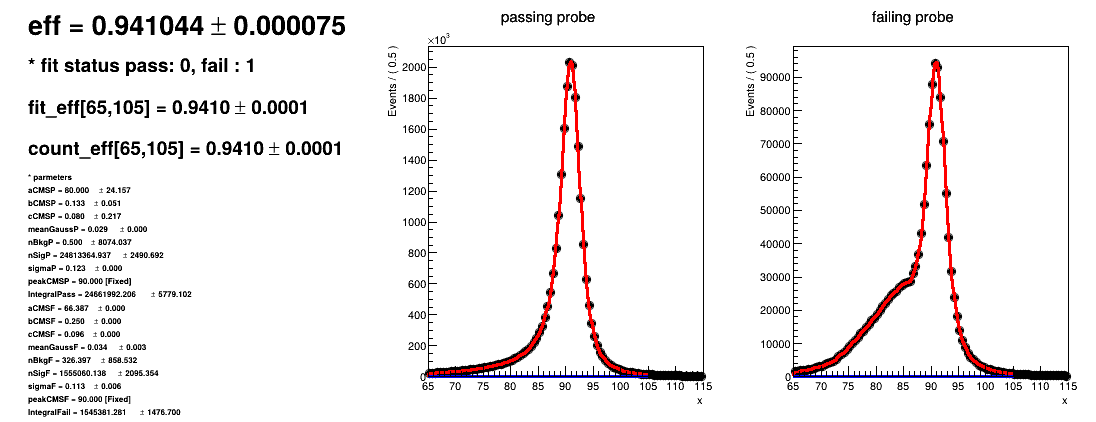 eff = 0.941044 ± 0.000075
* fit status pass: 0, fail : 1
fit_eff[65,105] = 0.9410 ± 0.0001
count_eff[65,105] = 0.9410 ± 0.0001
* parmeters
aCMSP = 80.000 ± 24.157
bCMSP = 0.133 ± 0.051
cCMSP = 0.080 ± 0.217
meanGaussP = 0.029 ± 0.000
nBkgP = 0.500 ± 8074.037
nSigP = 24813364.937 ± 2490.692
sigmaP = 0.123 ± 0.000
peakCMSP = 90.000 [Fixed]
IntegralPass = 24661992.206 ± 5779.102
aCMSF = 66.387 ± 0.000
bCMSF = 0.250 ± 0.000
cCMSF = 0.096 ± 0.000
meanGaussF = 0.034 ± 0.003
nBkgF = 326.397 ± 858.532
nSigF = 1555060.138 ± 2095.354
sigmaF = 0.113 ± 0.006
peakCMSF = 90.000 [Fixed]
IntegralFail = 1545381.281 ± 1476.700
passing probe
×10³
Events / ( 0.5 )
2000
1800
1600
1400
1200
1000
800
600
400
200
0
65 70 75 80 85 90 95 100 105 110 115
x
failing probe
Events / ( 0.5 )
90000
80000
70000
60000
50000
40000
30000
20000
10000
0
65 70 75 80 85 90 95 100 105 110 115
x